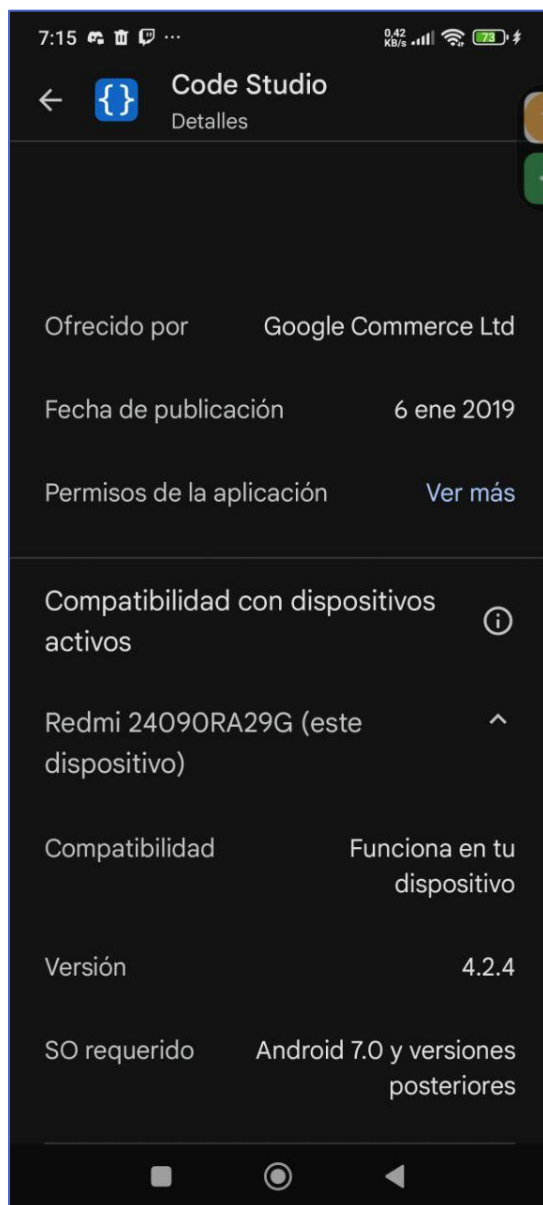 7:15 ...
0,42 KB/s 73
Code Studio
Detalles
Ofrecido por Google Commerce Ltd
Fecha de publicación 6 ene 2019
Permisos de la aplicación Ver más
Compatibilidad con dispositivos
activos
Redmi 24090RA29G (este
dispositivo)
Compatibilidad Funciona en tu
dispositivo
Versión 4.2.4
SO requerido Android 7.0 y versiones
posteriores